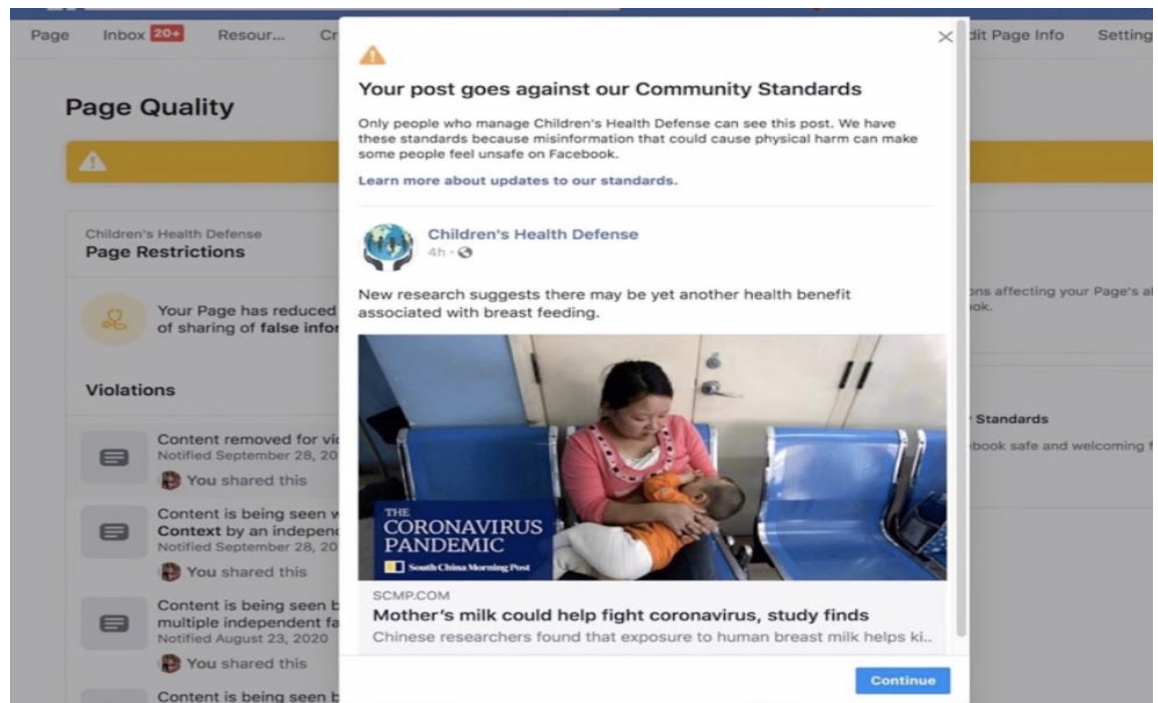 Page Inbox 20+ Resour... Cr
dit Page Info Setting
Page Quality
Children's Health Defense
Page Restrictions
Your Page has reduced
of sharing of false infor
Violations
Content removed for vio
Notified September 28, 20
You shared this
Content is being seen w
Context by an independ
Notified September 28, 20
You shared this
Content is being seen b
multiple independent fa
Notified August 23, 2020
You shared this
Content is being seen b
Your post goes against our Community Standards
Only people who manage Children's Health Defense can see this post. We have
these standards because misinformation that could cause physical harm can make
some people feel unsafe on Facebook.
Learn more about updates to our standards.
Children's Health Defense
4h ·
New research suggests there may be yet another health benefit
associated with breast feeding.
THE
CORONAVIRUS
PANDEMIC
South China Morning Post
SCMP.COM
Mother's milk could help fight coronavirus, study finds
Chinese researchers found that exposure to human breast milk helps ki..
Continue
ons affecting your Page's al
ook.
Standards
ebook safe and welcoming f